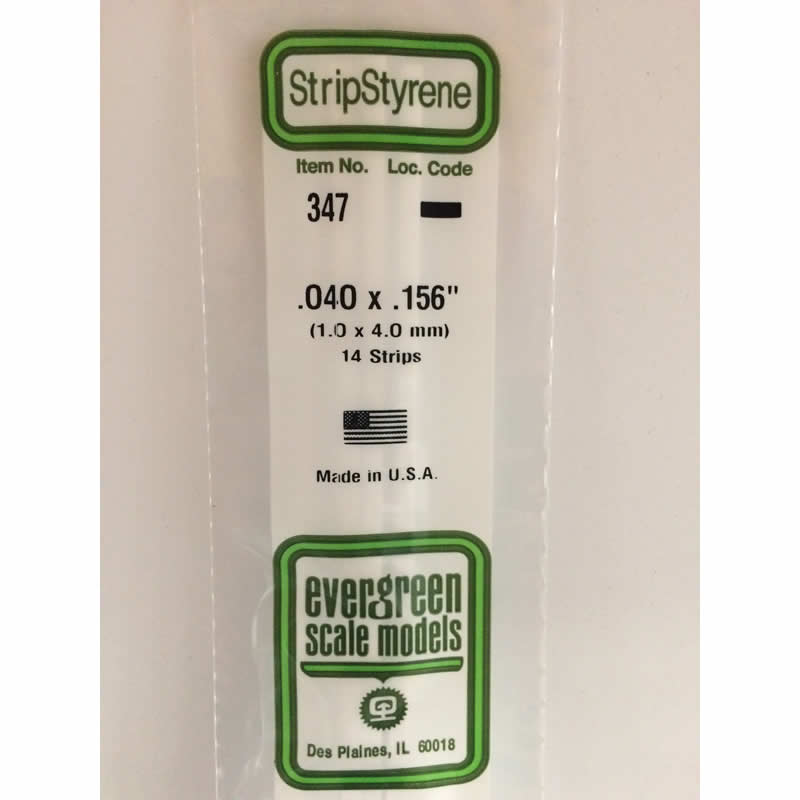 StripStyrene
Item No. Loc. Code
347
.040 x .156"
(1.0 x 4.0 mm)
14 Strips
Made in U.S.A.
evergreen
scale models
Des Plaines, IL 60018